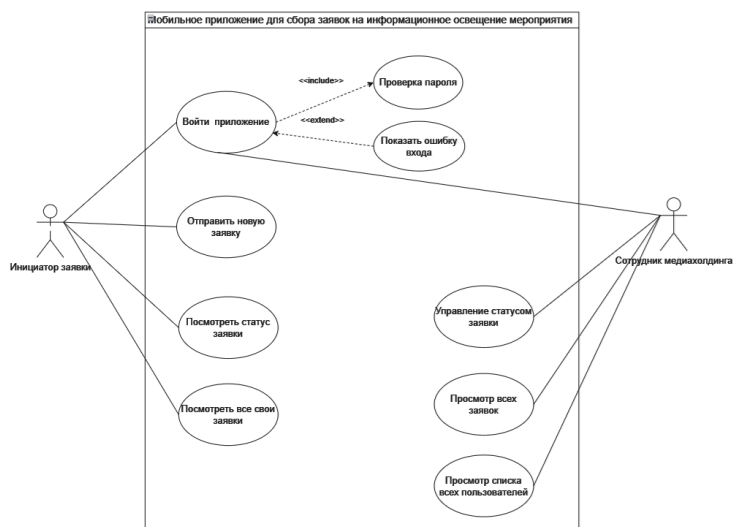 Мобильное приложение для сбора заявок на информационное освещение мероприятия
<<include>>
Проверка пароля
Войти приложение
<<extend>>
Показать ошибку
входа
Отправить новую
заявку
Инициатор заявки
Сотрудник медиахолдинга
Посмотреть статус
заявки
Управление статусом
заявки
Посмотреть все свои
заявки
Просмотр всех
заявок
Просмотр списка
всех пользователей